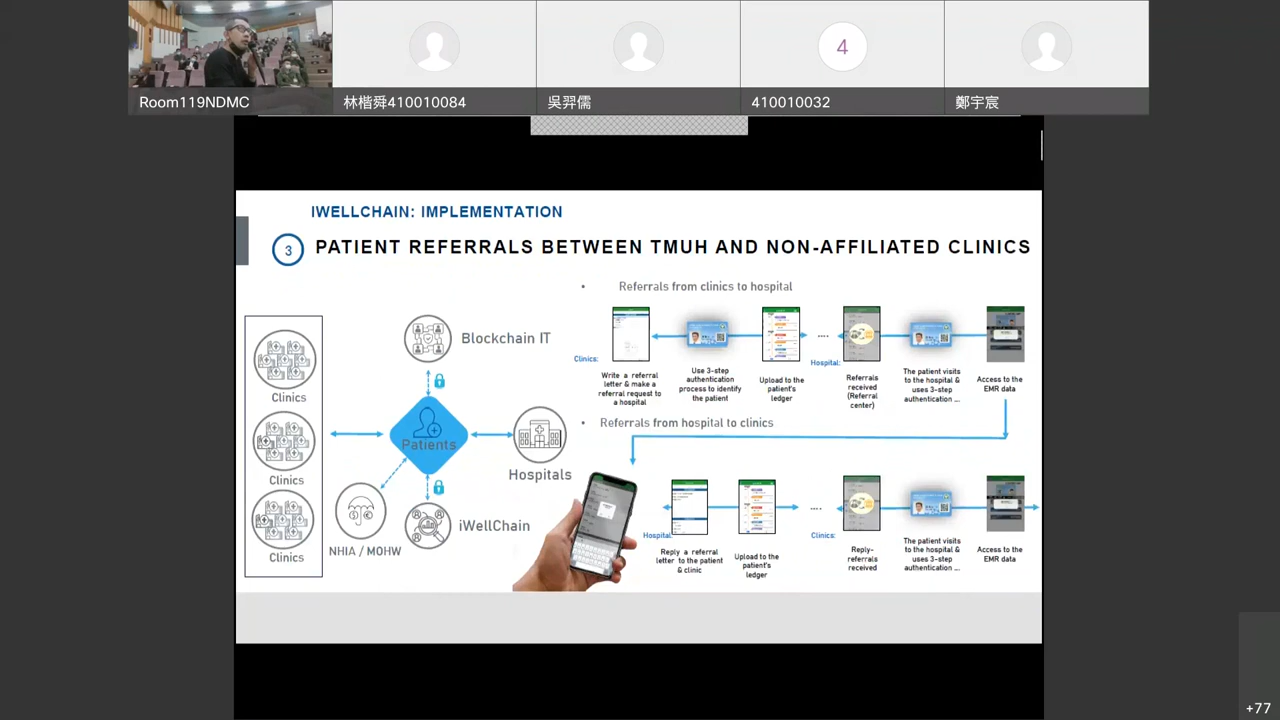 Room119NDMC
林楷舜410010084
吳羿儒
4
410010032
鄭宇宸
IWELLCHAIN: IMPLEMENTATION
3
PATIENT REFERRALS BETWEEN TMUH AND NON-AFFILIATED CLINICS
Clinics
Clinics
Clinics
Blockchain IT
Patients
Hospitals
NHIA / MOHW
iWellChain
• Referrals from clinics to hospital
Clinics:
Write a referral
letter & make a
referral request to
a hospital
Use 3-step
authentication
process to identify
the patient
Upload to the
patient's
ledger
....
Hospital:
Referrals
received
(Referral
center)
The patient visits
to the hospital &
uses 3-step
authentication ...
Access to the
EMR data
• Referrals from hospital to clinics
Hospital:
Reply a referral
letter to the patient
& clinic
Upload to the
patient's
ledger
....
Clinics:
Reply-
referrals
received
The patient visits
to the hospital &
uses 3-step
authentication ...
Access to the
EMR data
+77